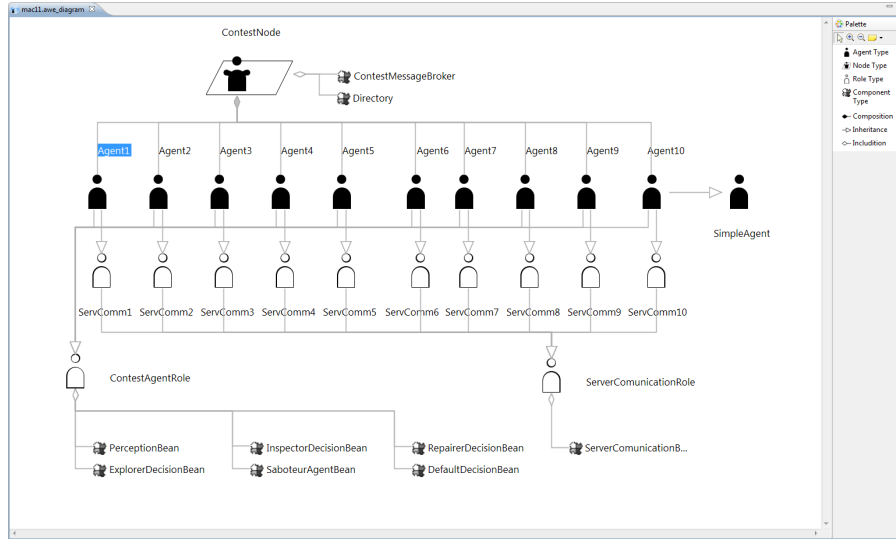 mac11.awe_diagram
Palette
ContestNode
Agent Type
Node Type
Role Type
Component
Type
Composition
Inheritance
Includition
ContestMessageBroker
Directory
Agent1 Agent2 Agent3 Agent4 Agent5 Agent6 Agent7 Agent8 Agent9 Agent10
SimpleAgent
ServComm1 ServComm2 ServComm3 ServComm4 ServComm5 ServComm6 ServComm7 ServComm8 ServComm9 ServComm10
ContestAgentRole
ServerComunicationRole
PerceptionBean InspectorDecisionBean RepairerDecisionBean ServerComunicationB...
ExplorerDecisionBean SaboteurAgentBean DefaultDecisionBean